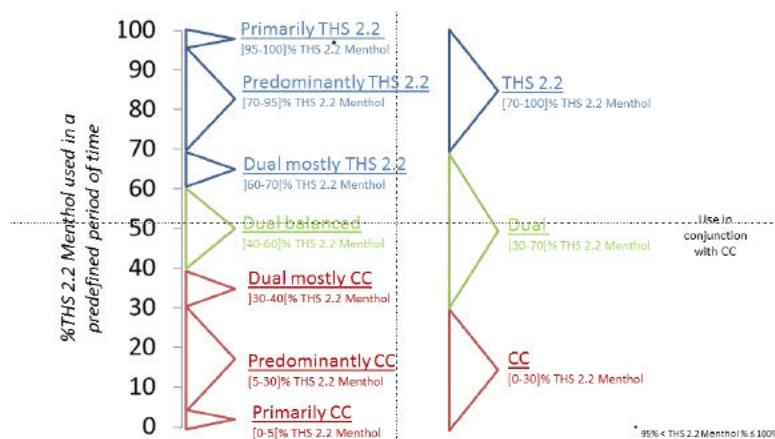 %THS 2.2 Menthol used in a
predefined period of time
100
90
80
70
60
50
40
30
20
10
0
Primarily THS 2.2
]95-100]% THS 2.2 Menthol
*
Predominantly THS 2.2
[70-95]% THS 2.2 Menthol
Dual mostly THS 2.2
]60-70[% THS 2.2 Menthol
Dual balanced
[40-60]% THS 2.2 Menthol
Dual mostly CC
]30-40[% THS 2.2 Menthol
Predominantly CC
[5-30]% THS 2.2 Menthol
Primarily CC
[0-5[% THS 2.2 Menthol
THS 2.2
[70-100]% THS 2.2 Menthol
Dual
]30-70[% THS 2.2 Menthol
CC
[0-30]% THS 2.2 Menthol
Use in
conjunction
with CC
* 95% < THS 2.2 Menthol % ≤ 100%